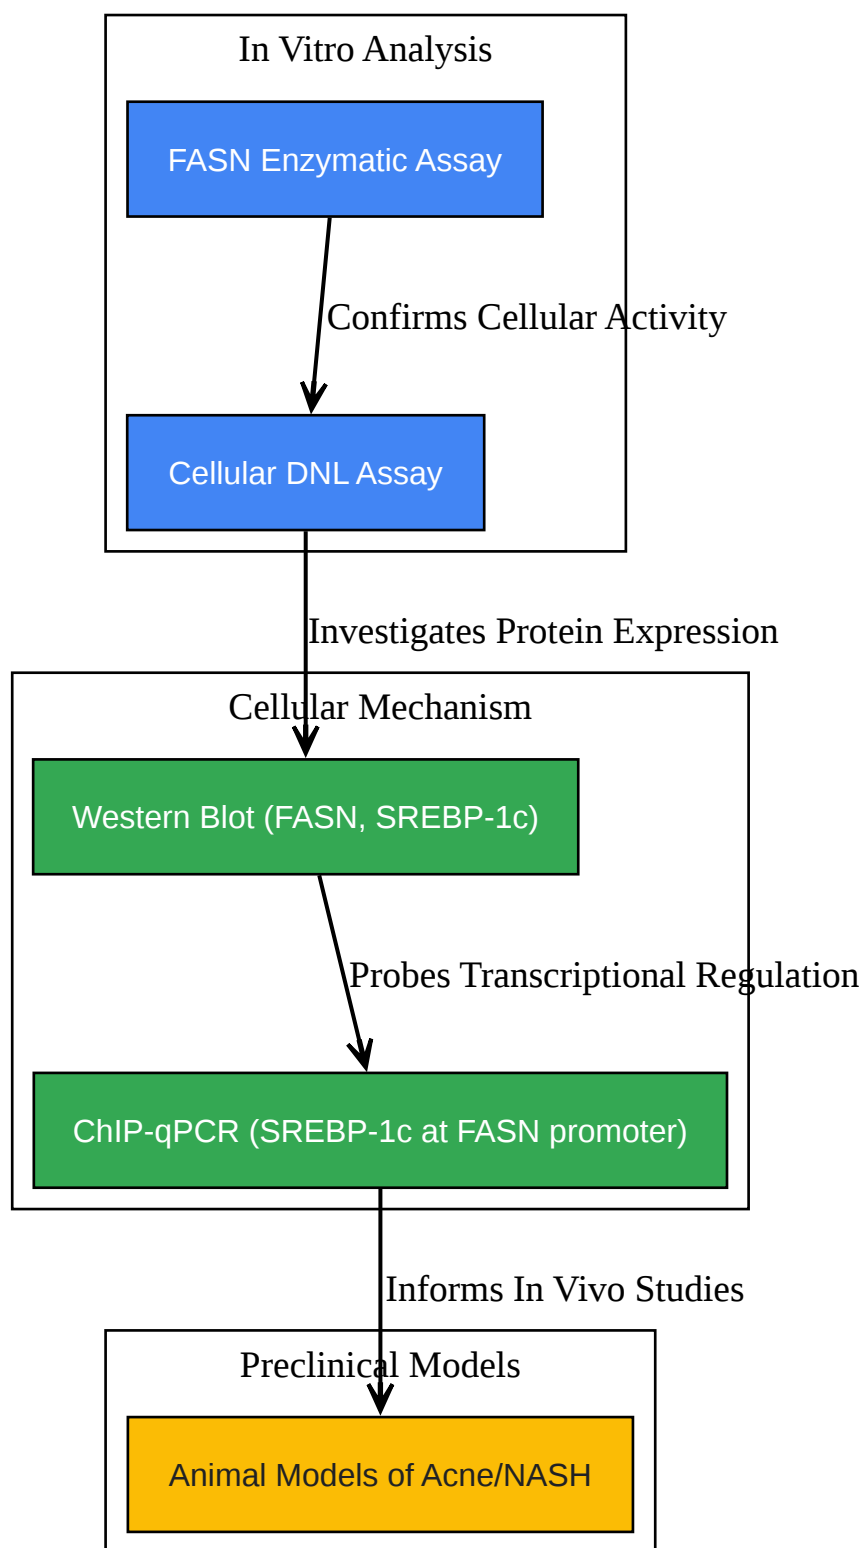 In Vitro Analysis
FASN Enzymatic Assay
Confirms Cellular Activity
Cellular DNL Assay
Investigates Protein Expression
Cellular Mechanism
Western Blot (FASN, SREBP-1c)
Probes Transcriptional Regulation
ChIP-qPCR (SREBP-1c at FASN promoter)
Informs In Vivo Studies
Preclinical Models
Animal Models of Acne/NASH